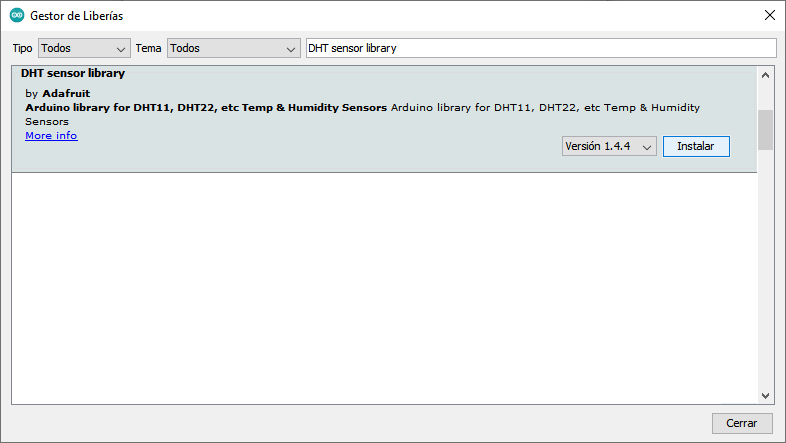 Gestor de Liberías
Tipo Todos Tema Todos DHT sensor library
DHT sensor library
by Adafruit
Arduino library for DHT11, DHT22, etc Temp & Humidity Sensors Arduino library for DHT11, DHT22, etc Temp & Humidity
Sensors
More info
Versión 1.4.4 Instalar
Cerrar